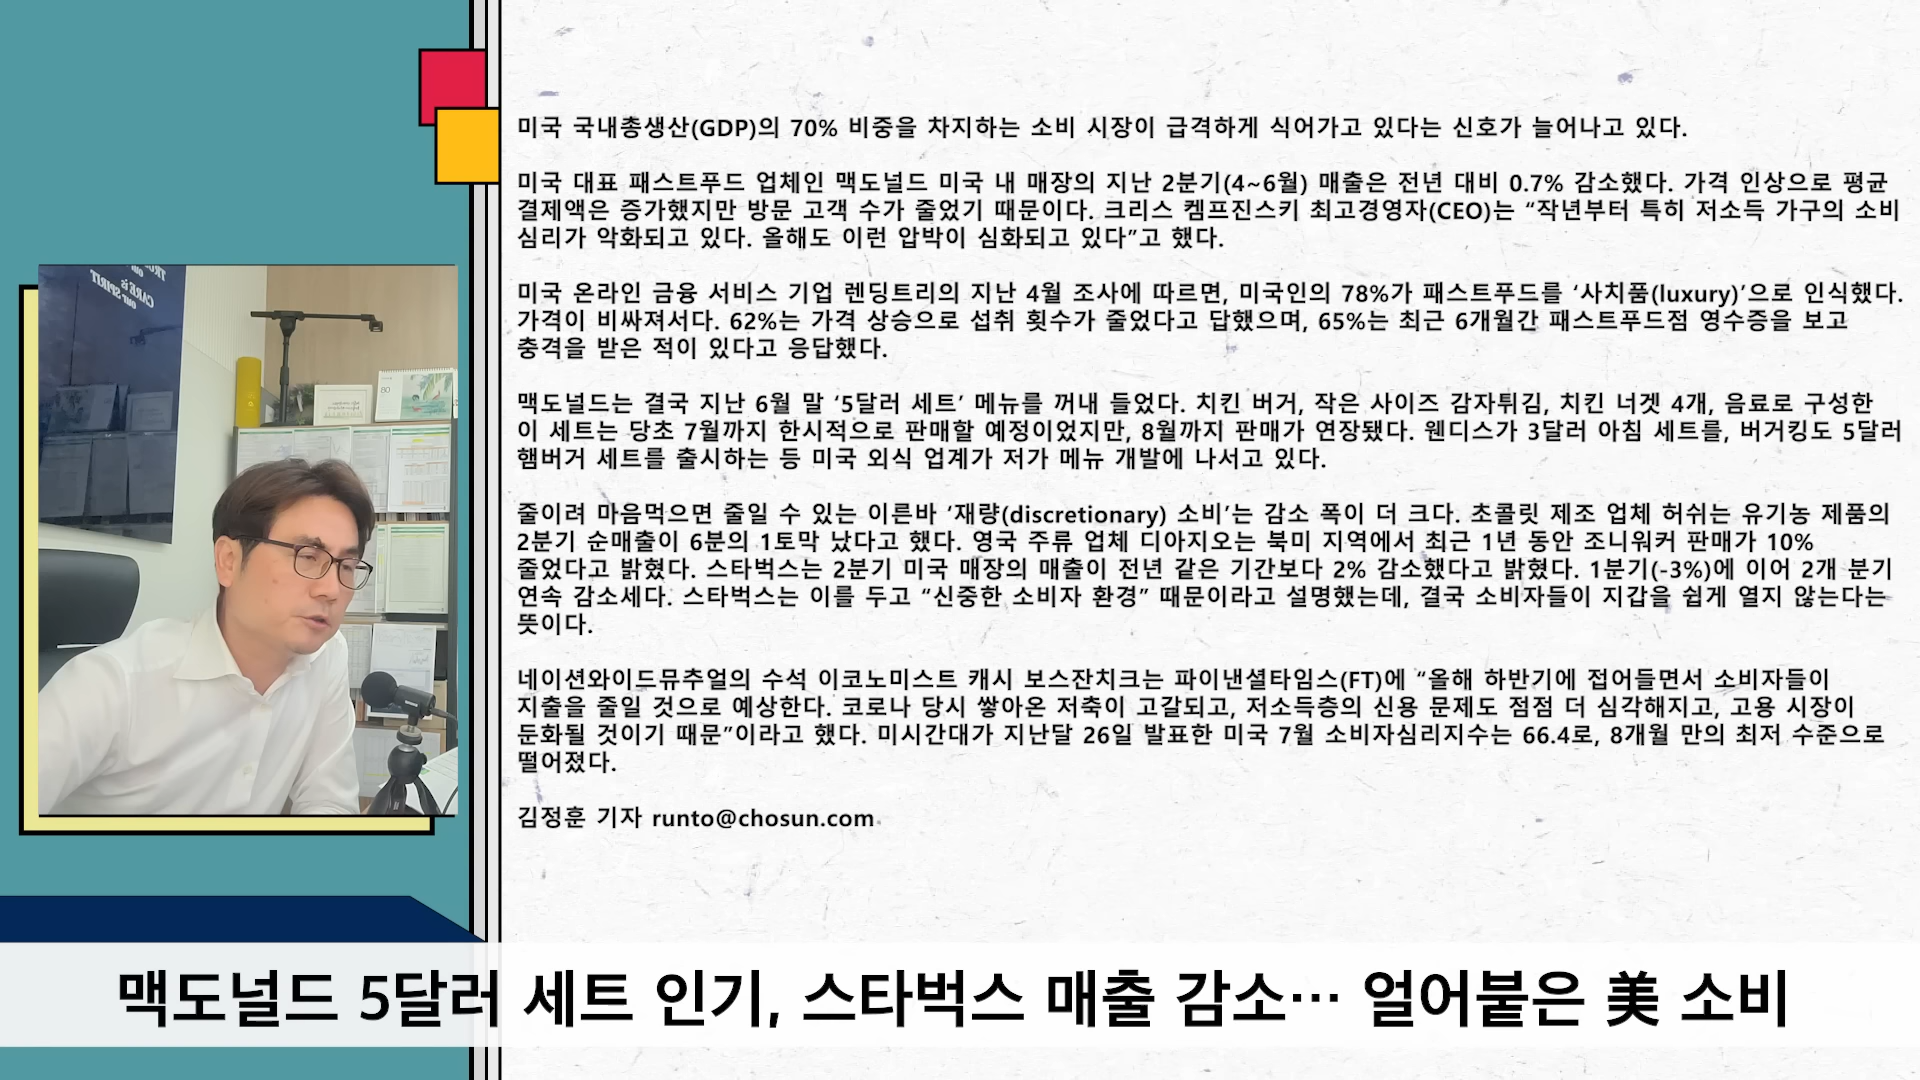 미국 국내총생산(GDP)의 70% 비중을 차지하는 소비 시장이 급격하게 식어가고 있다는 신호가 늘어나고 있다.
미국 대표 패스트푸드 업체인 맥도널드 미국 내 매장의 지난 2분기(4~6월) 매출은 전년 대비 0.7% 감소했다. 가격 인상으로 평균
결제액은 증가했지만 방문 고객 수가 줄었기 때문이다. 크리스 켐프진스키 최고경영자(CEO)는 “작년부터 특히 저소득 가구의 소비
심리가 악화되고 있다. 올해도 이런 압박이 심화되고 있다”고 했다.
미국 온라인 금융 서비스 기업 렌딩트리의 지난 4월 조사에 따르면, 미국인의 78%가 패스트푸드를 ‘사치품(luxury)’으로 인식했다.
가격이 비싸져서다. 62%는 가격 상승으로 섭취 횟수가 줄었다고 답했으며, 65%는 최근 6개월간 패스트푸드점 영수증을 보고
충격을 받은 적이 있다고 응답했다.
맥도널드는 결국 지난 6월 말 ‘5달러 세트’ 메뉴를 꺼내 들었다. 치킨 버거, 작은 사이즈 감자튀김, 치킨 너겟 4개, 음료로 구성한
이 세트는 당초 7월까지 한시적으로 판매할 예정이었지만, 8월까지 판매가 연장됐다. 웬디스가 3달러 아침 세트를, 버거킹도 5달러
햄버거 세트를 출시하는 등 미국 외식 업계가 저가 메뉴 개발에 나서고 있다.
줄이려 마음먹으면 줄일 수 있는 이른바 ‘재량(discretionary) 소비’는 감소 폭이 더 크다. 초콜릿 제조 업체 허쉬는 유기농 제품의
2분기 순매출이 6분의 1토막 났다고 했다. 영국 주류 업체 디아지오는 북미 지역에서 최근 1년 동안 조니워커 판매가 10%
줄었다고 밝혔다. 스타벅스는 2분기 미국 매장의 매출이 전년 같은 기간보다 2% 감소했다고 밝혔다. 1분기(-3%)에 이어 2개 분기
연속 감소세다. 스타벅스는 이를 두고 “신중한 소비자 환경” 때문이라고 설명했는데, 결국 소비자들이 지갑을 쉽게 열지 않는다는
뜻이다.
네이션와이드뮤추얼의 수석 이코노미스트 캐시 보스잔치크는 파이낸셜타임스(FT)에 “올해 하반기에 접어들면서 소비자들이
지출을 줄일 것으로 예상한다. 코로나 당시 쌓아온 저축이 고갈되고, 저소득층의 신용 문제도 점점 더 심각해지고, 고용 시장이
둔화될 것이기 때문”이라고 했다. 미시간대가 지난달 26일 발표한 미국 7월 소비자심리지수는 66.4로, 8개월 만의 최저 수준으로
떨어졌다.
김정훈 기자 runto@chosun.com
CARE is
our SPIRIT
맥도널드 5달러 세트 인기, 스타벅스 매출 감소… 얼어붙은 美 소비